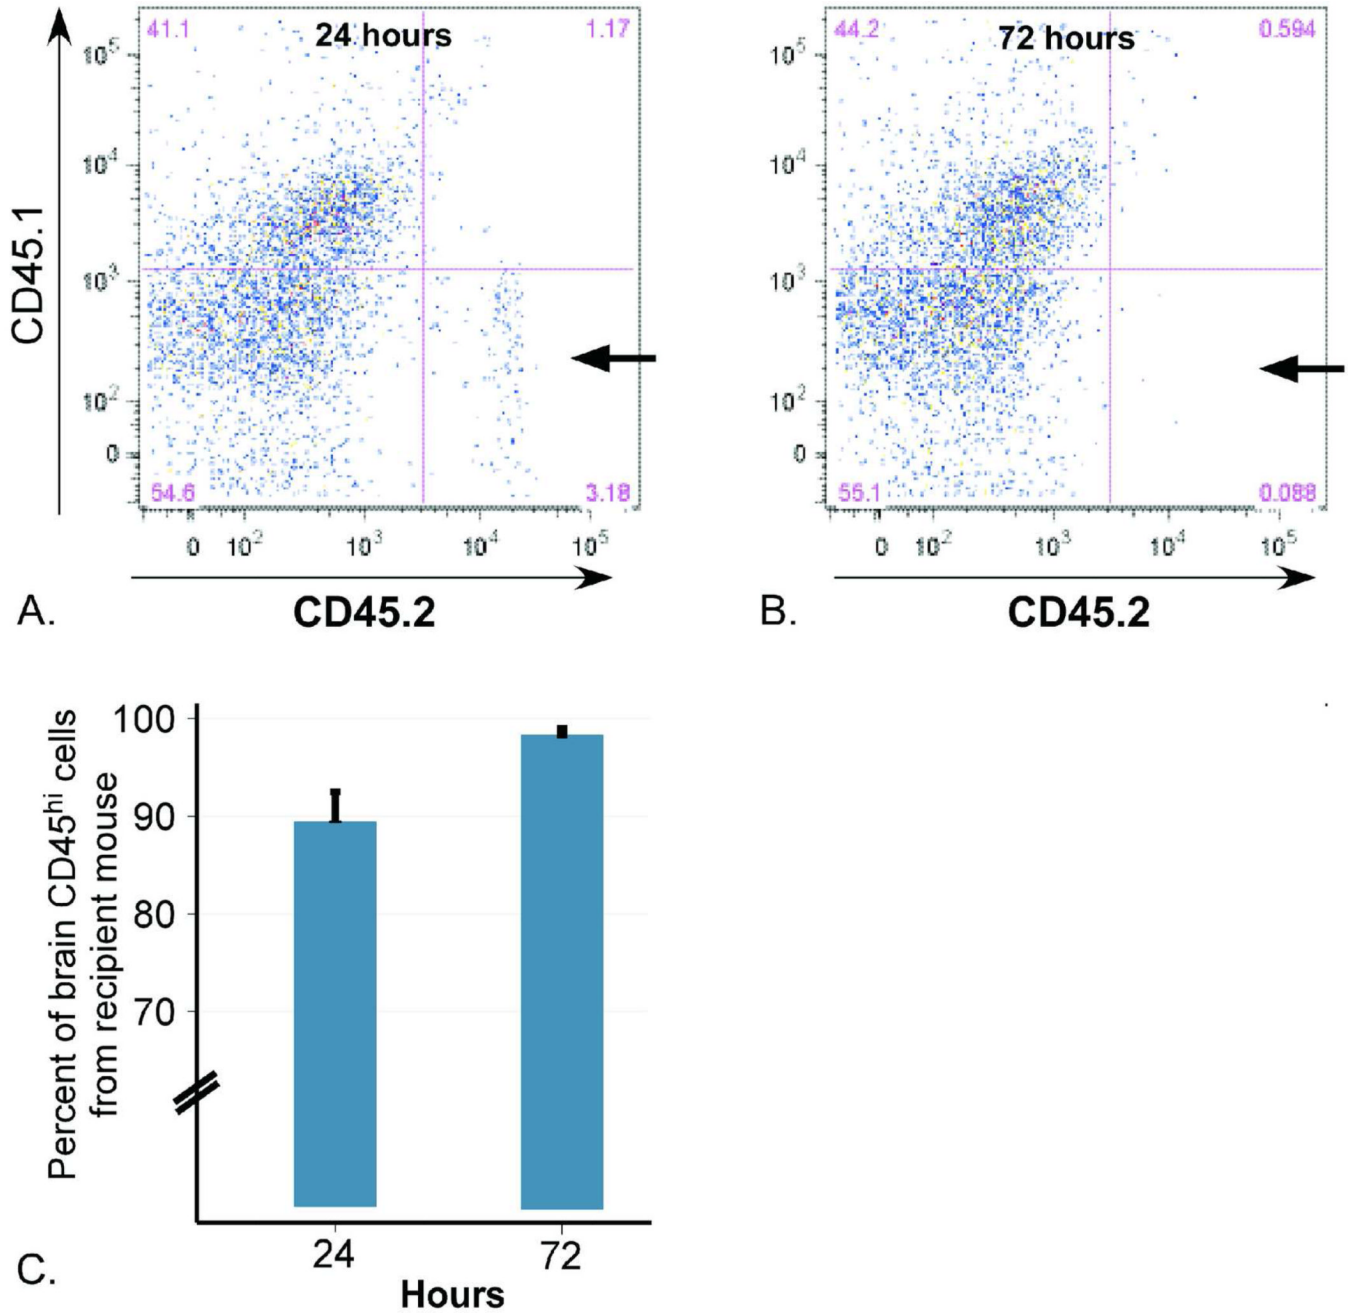 41.1
24 hours
1.17
10^5
10^4
10^3
10^2
0
CD45.1
54.6
3.18
0 10^2 10^3 10^4 10^5
CD45.2
A.
44.2
72 hours
0.594
10^5
10^4
10^3
10^2
0
55.1
0.088
0 10^2 10^3 10^4 10^5
CD45.2
B.
Percent of brain CD45^hi cells
from recipient mouse
100
90
80
70
24
72
Hours
C.